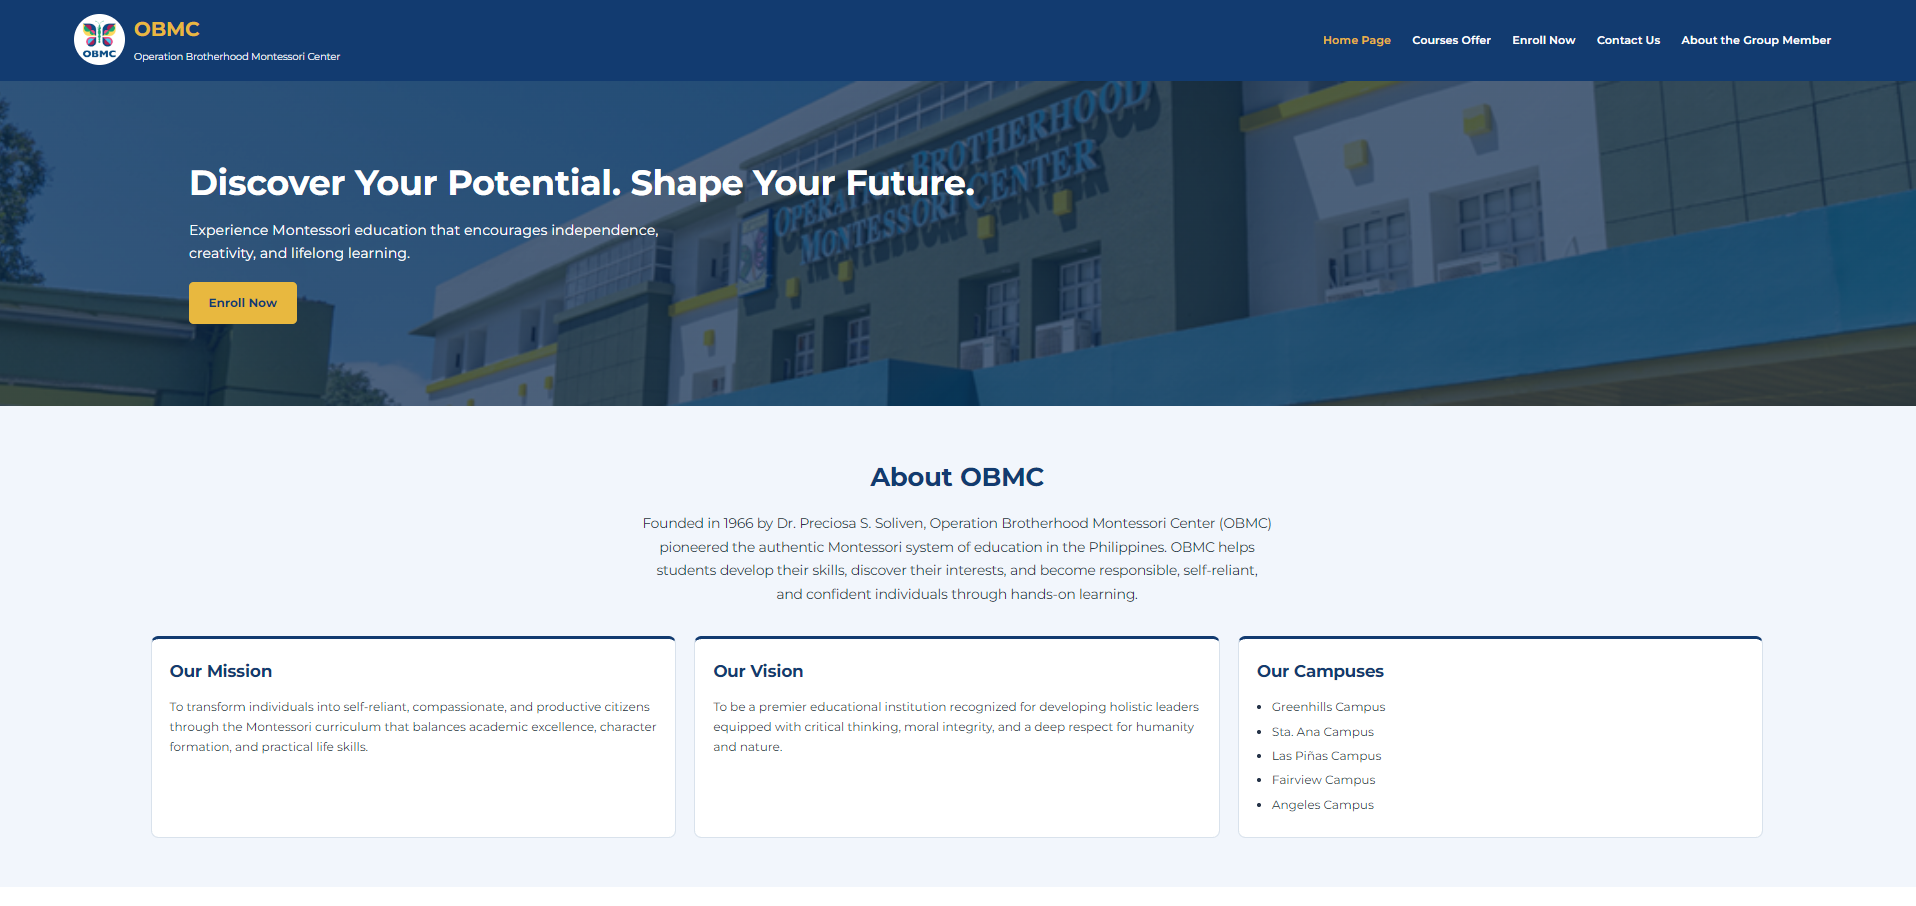 OBMC
OBMC
Operation Brotherhood Montessori Center
Home Page Courses Offer Enroll Now Contact Us About the Group Member
OPERATION BROTHERHOOD
MONTESSORI CENTER
Discover Your Potential. Shape Your Future.
Experience Montessori education that encourages independence,
creativity, and lifelong learning.
Enroll Now
About OBMC
Founded in 1966 by Dr. Preciosa S. Soliven, Operation Brotherhood Montessori Center (OBMC)
pioneered the authentic Montessori system of education in the Philippines. OBMC helps
students develop their skills, discover their interests, and become responsible, self-reliant,
and confident individuals through hands-on learning.
Our Mission
To transform individuals into self-reliant, compassionate, and productive citizens
through the Montessori curriculum that balances academic excellence, character
formation, and practical life skills.
Our Vision
To be a premier educational institution recognized for developing holistic leaders
equipped with critical thinking, moral integrity, and a deep respect for humanity
and nature.
Our Campuses
Greenhills Campus
Sta. Ana Campus
Las Piñas Campus
Fairview Campus
Angeles Campus